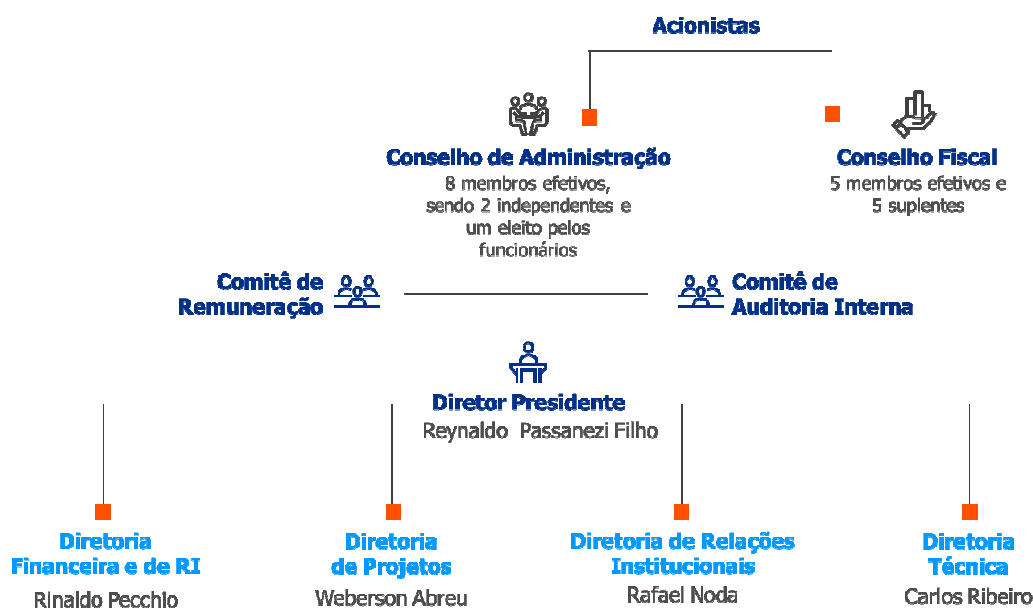 Acionistas
Conselho de Administração
8 membros efetivos,
sendo 2 independentes e
um eleito pelos
funcionários
Conselho Fiscal
5 membros efetivos e
5 suplentes
Comitê de
Remuneração
Comitê de
Auditoria Interna
Diretor Presidente
Reynaldo Passanezi Filho
Diretoria
Financeira e de RI
Rinaldo Pecchio
Diretoria
de Projetos
Weberson Abreu
Diretoria de Relações
Institucionais
Rafael Noda
Diretoria
Técnica
Carlos Ribeiro